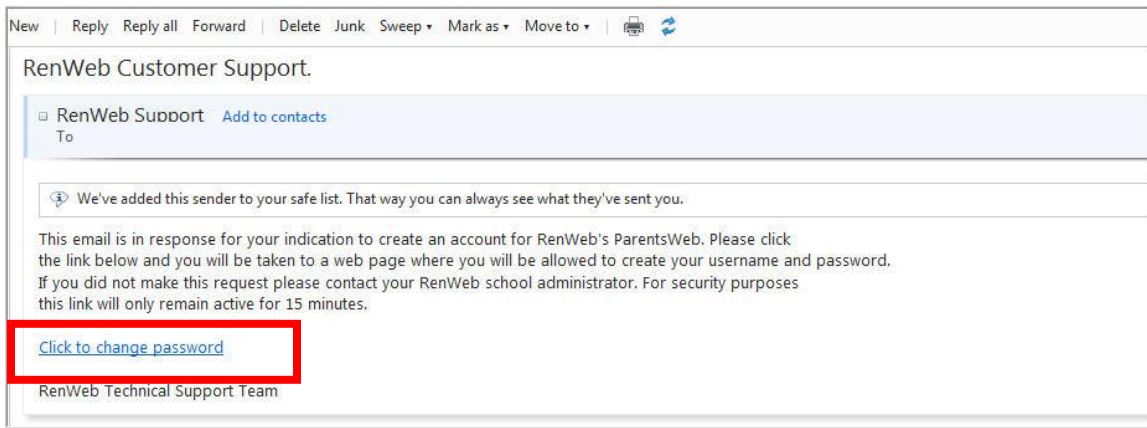 New | Reply Reply all Forward | Delete Junk Sweep ▾ Mark as ▾ Move to ▾ |
RenWeb Customer Support.
RenWeb Support Add to contacts
To
We've added this sender to your safe list. That way you can always see what they've sent you.
This email is in response for your indication to create an account for RenWeb's ParentsWeb. Please click
the link below and you will be taken to a web page where you will be allowed to create your username and password.
If you did not make this request please contact your RenWeb school administrator. For security purposes
this link will only remain active for 15 minutes.
Click to change password
RenWeb Technical Support Team